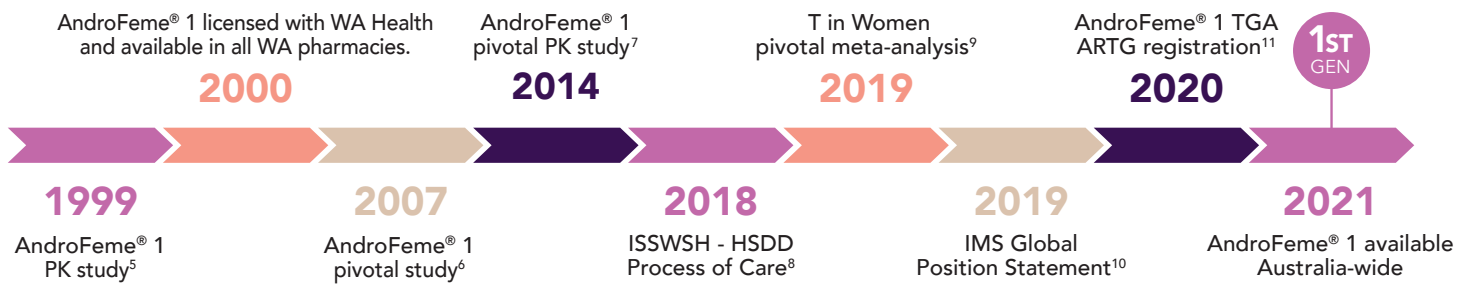 AndroFeme® 1 licensed with WA Health
and available in all WA pharmacies.
2000
AndroFeme® 1
pivotal PK study⁷
2014
T in Women
pivotal meta-analysis⁹
2019
AndroFeme® 1 TGA
ARTG registration¹¹
2020
1ST
GEN
1999
AndroFeme® 1
PK study⁵
2007
AndroFeme® 1
pivotal study⁶
2018
ISSWSH - HSDD
Process of Care⁸
2019
IMS Global
Position Statement¹⁰
2021
AndroFeme® 1 available
Australia-wide